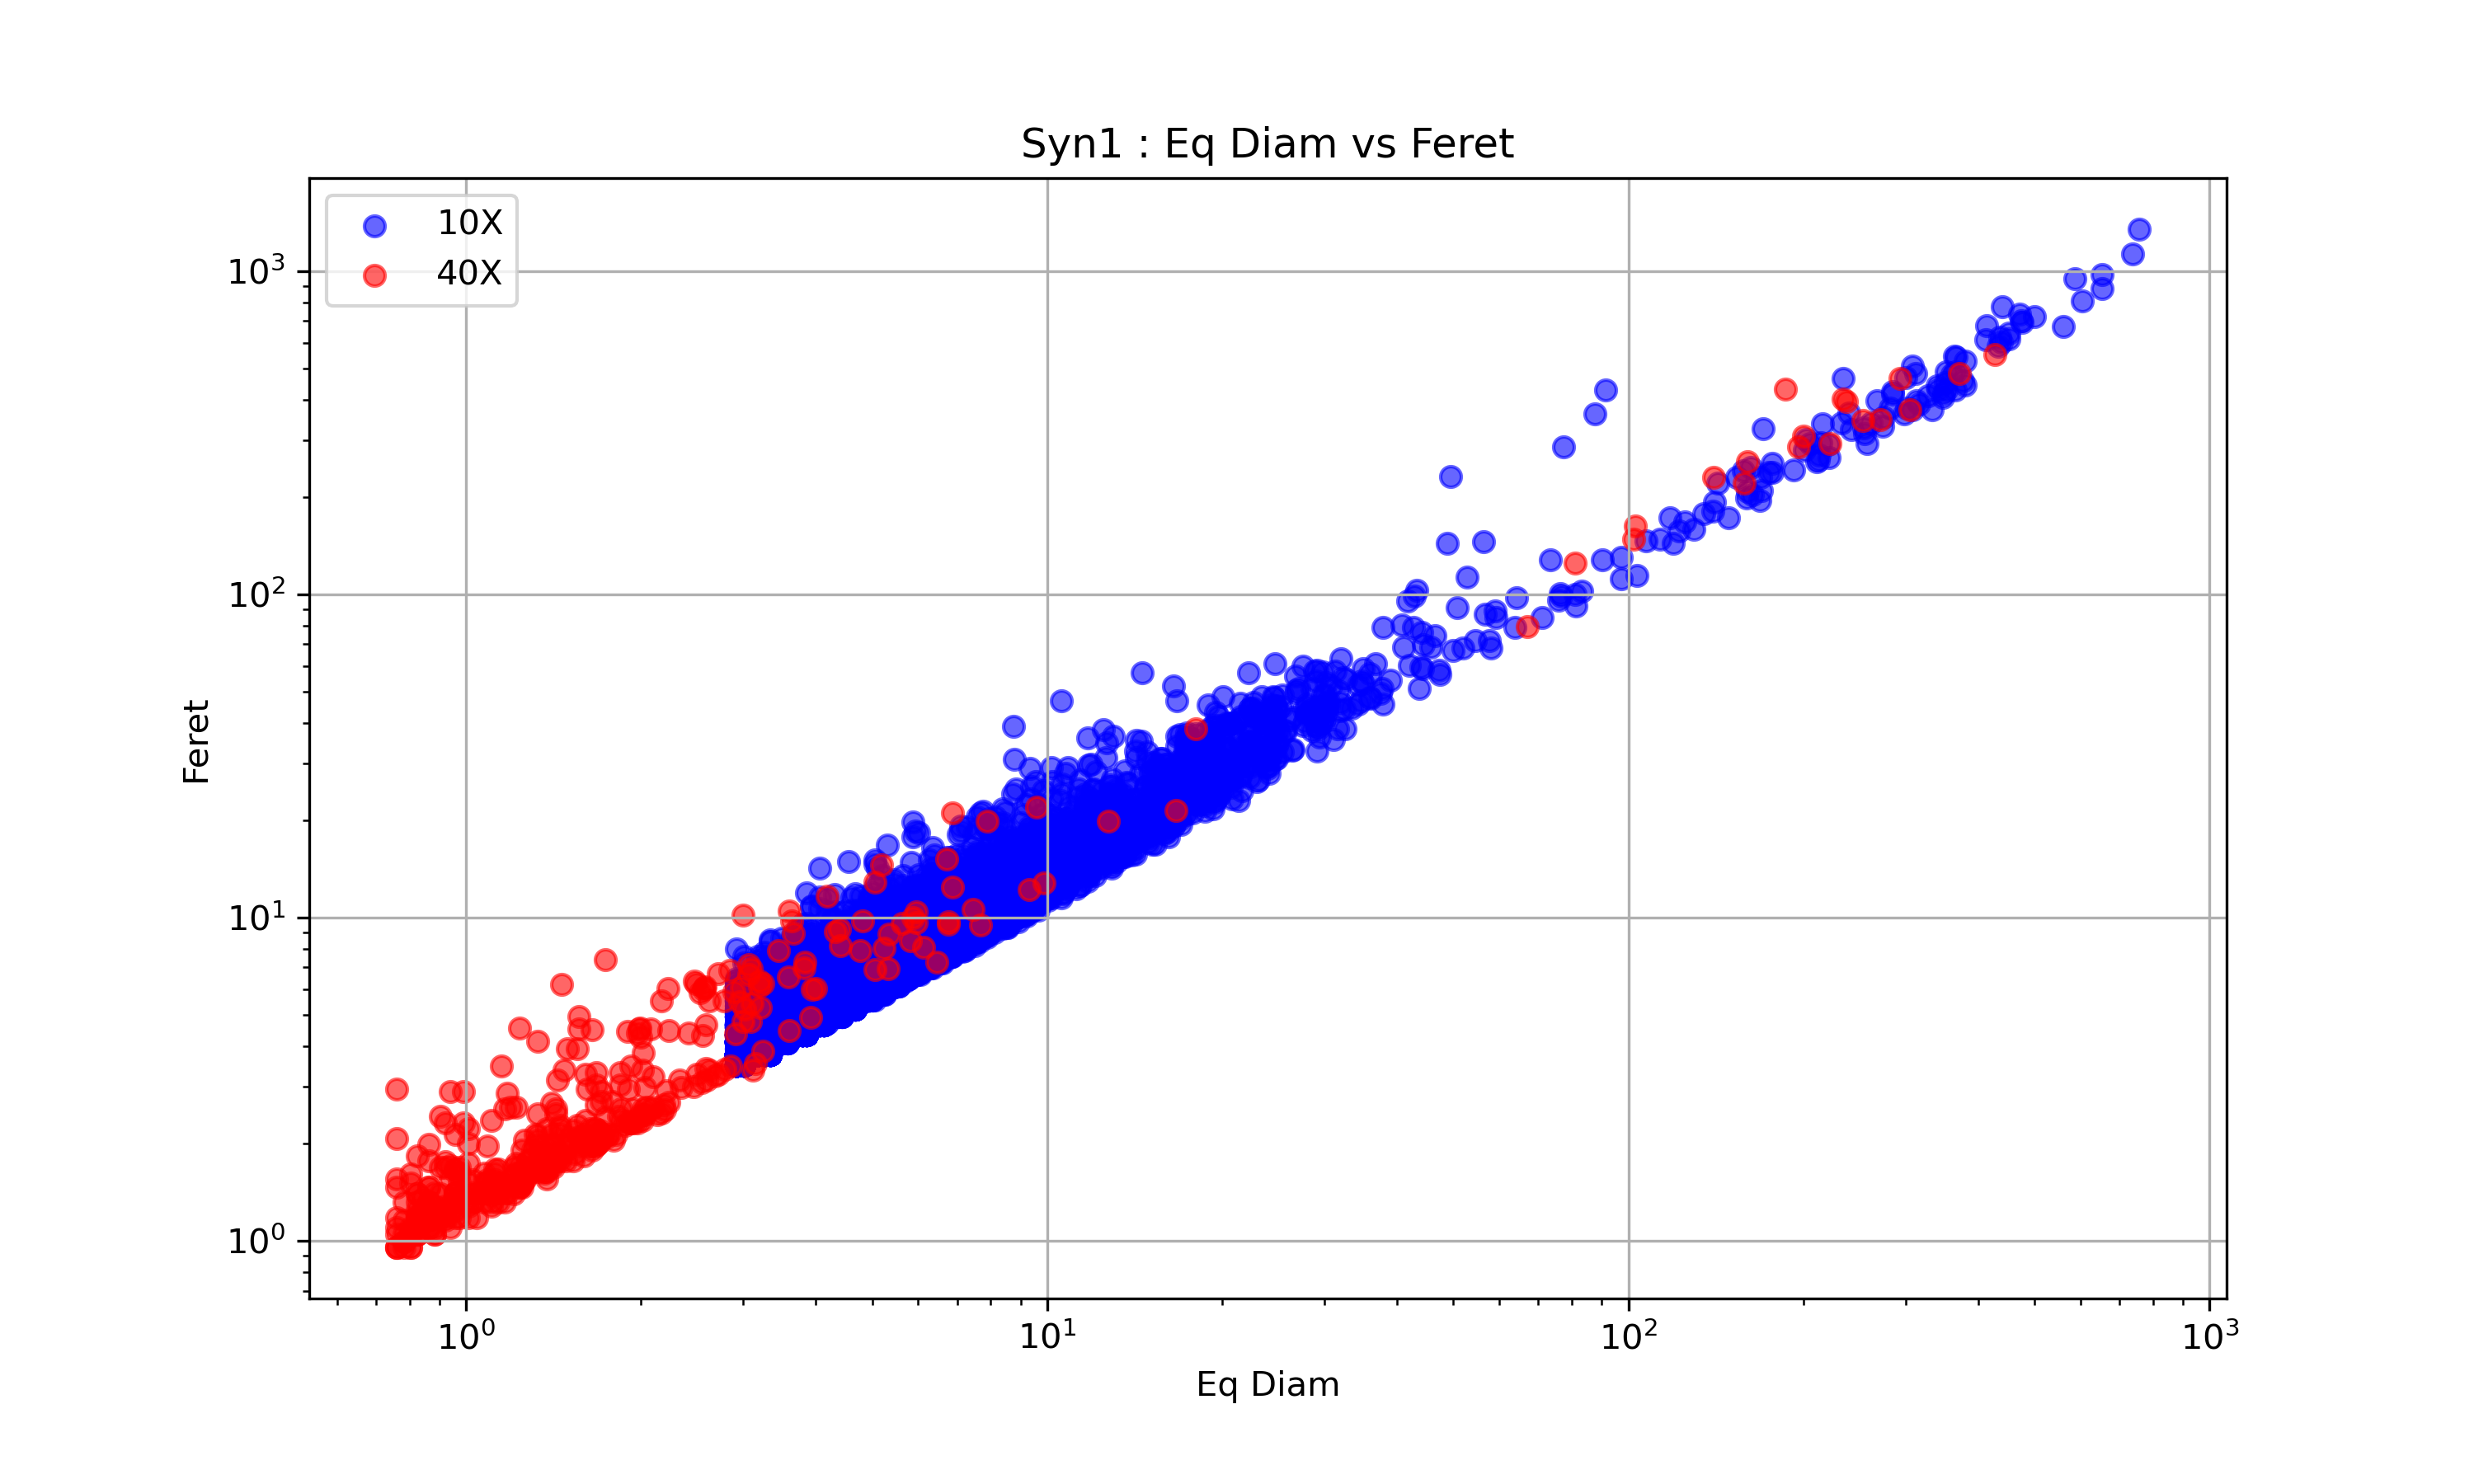 Syn1 : Eq Diam vs Feret
10X
40X
10³
10²
10¹
10⁰
Feret
10⁰ 10¹ 10² 10³
Eq Diam